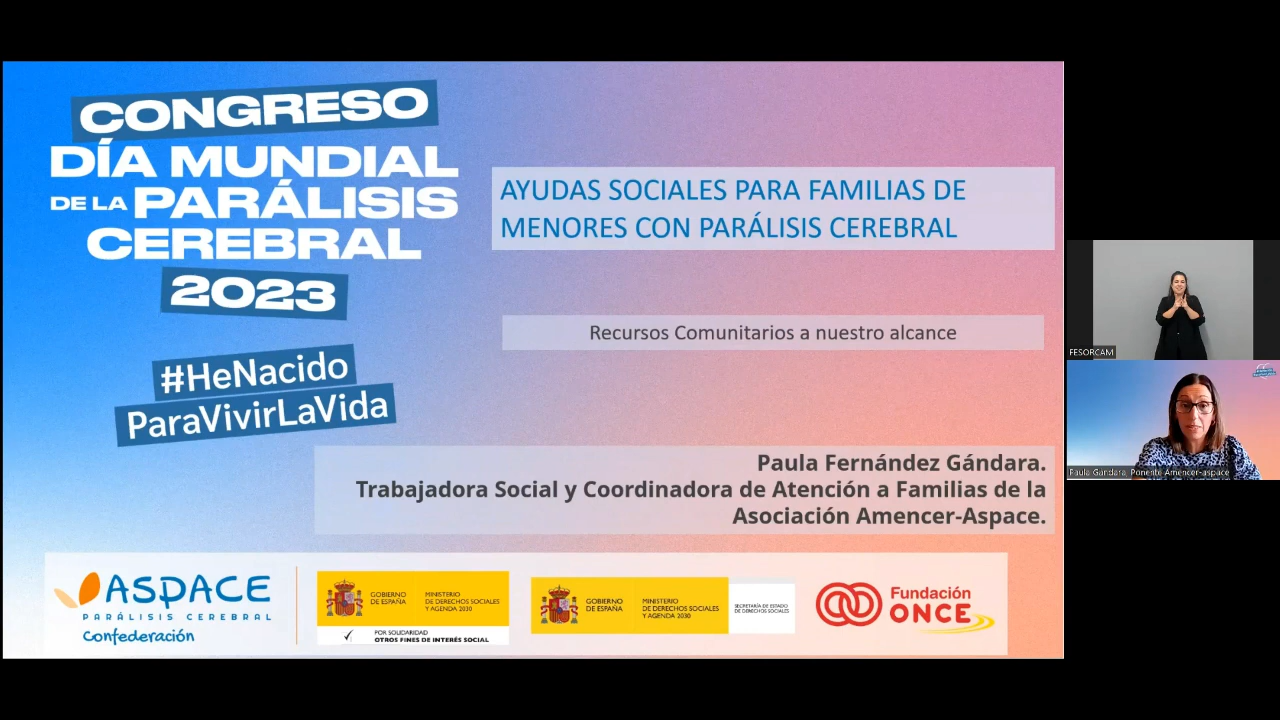 CONGRESO
DÍA MUNDIAL
DE LA PARÁLISIS
CEREBRAL
2023
#HeNacido
ParaVivirLaVida
AYUDAS SOCIALES PARA FAMILIAS DE
MENORES CON PARÁLISIS CEREBRAL
Recursos Comunitarios a nuestro alcance
Paula Fernández Gándara.
Trabajadora Social y Coordinadora de Atención a Familias de la
Asociación Amencer-Aspace.
ASPACE
PARÁLISIS CEREBRAL
Confederación
GOBIERNO
DE ESPAÑA
MINISTERIO
DE DERECHOS SOCIALES
Y AGENDA 2030
POR SOLIDARIDAD
OTROS FINES DE INTERÉS SOCIAL
GOBIERNO
DE ESPAÑA
MINISTERIO
DE DERECHOS SOCIALES
Y AGENDA 2030
SECRETARÍA DE ESTADO
DE DERECHOS SOCIALES
Fundación
ONCE
FESORCAM
Paula Gándara, Ponente Amencer-aspace